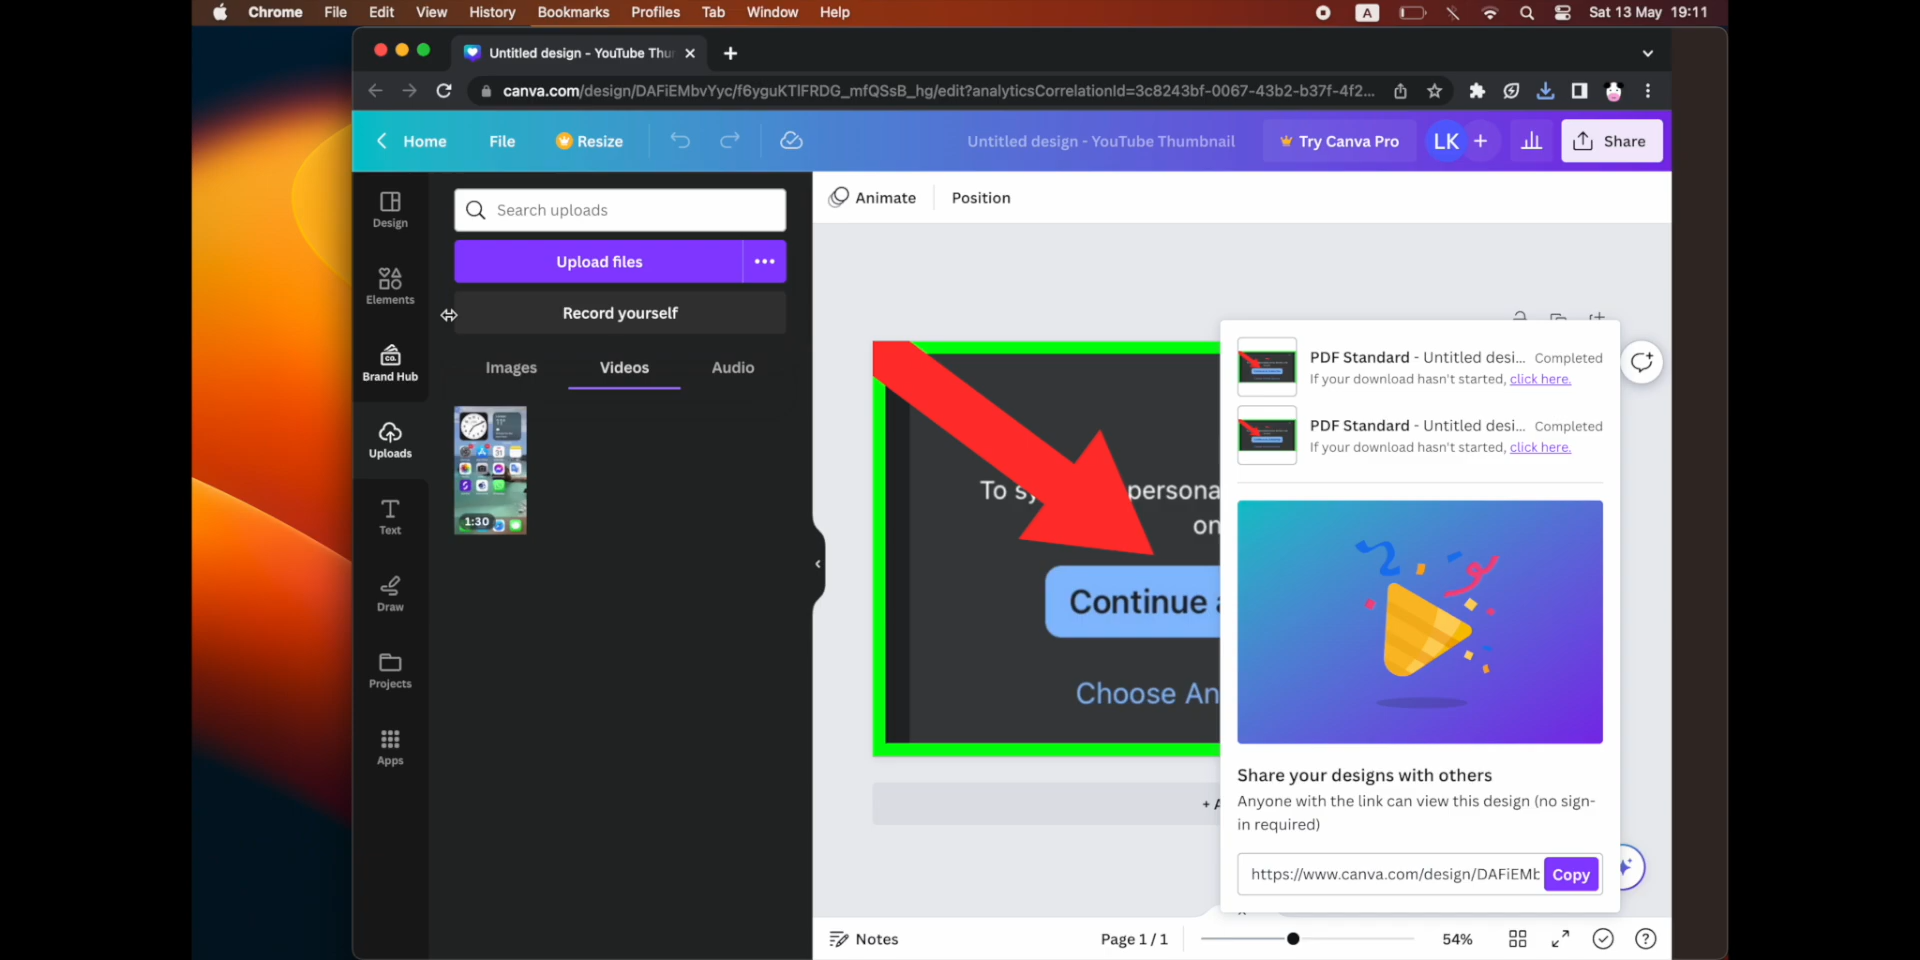 Chrome File Edit View History Bookmarks Profiles Tab Window Help A Sat 13 May 19:11
Untitled design - YouTube Thu
canva.com/design/DAFiEMbvYyc/f6yguKTlFRDG_mfQSsB_hg/edit?analyticsCorrelationId=3c8243bf-0067-43b2-b37f-4f2...
Home File Resize Untitled design - YouTube Thumbnail Try Canva Pro LK + Share
Design
Elements
CO.
Brand Hub
Uploads
Text
Draw
Projects
Apps
Search uploads
Upload files
Record yourself
Images Videos Audio
1:30
Animate Position
To persona
on
Continue
Choose An
PDF Standard - Untitled desi... Completed
If your download hasn't started, click here.
PDF Standard - Untitled desi... Completed
If your download hasn't started, click here.
Share your designs with others
Anyone with the link can view this design (no sign-
in required)
https://www.canva.com/design/DAFiEMb Copy
Notes Page 1 / 1 54%